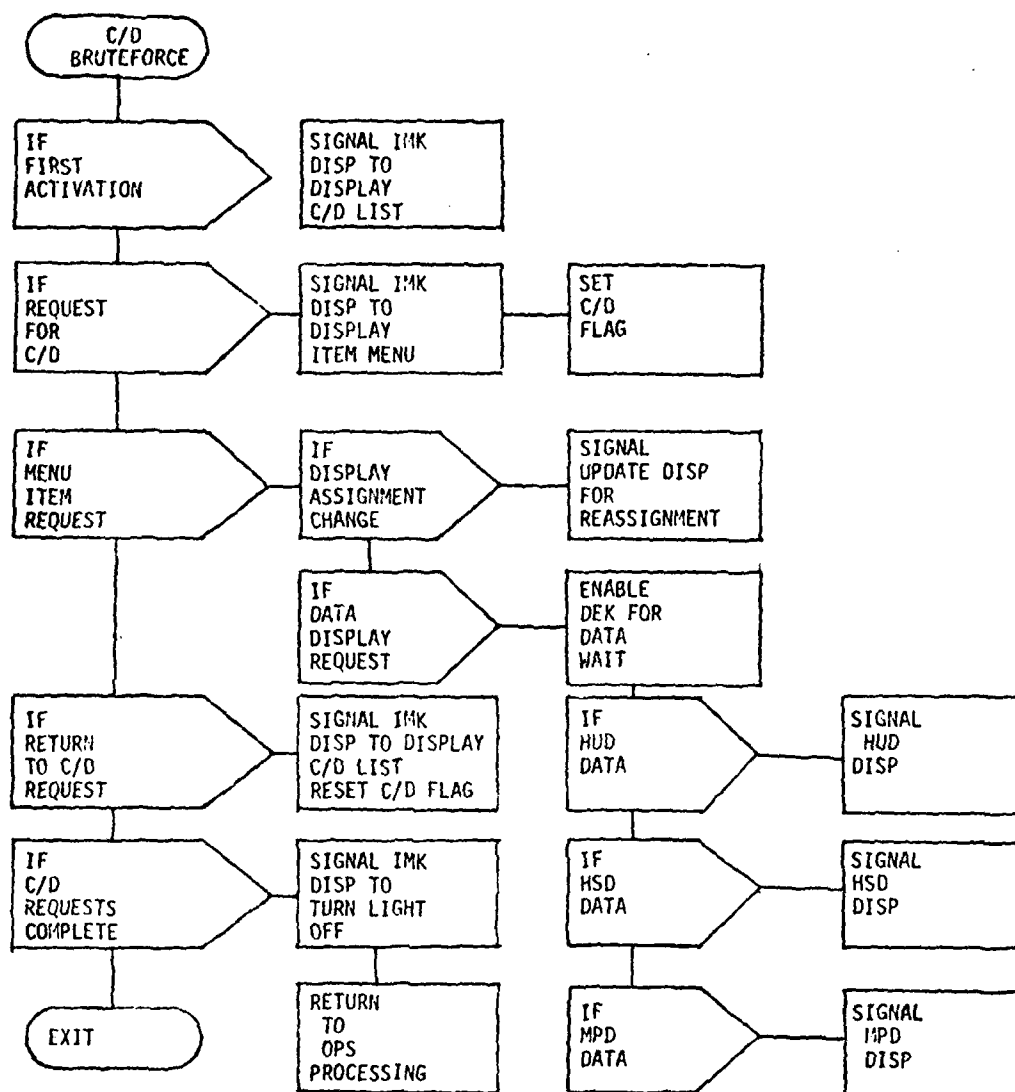 C/D
BRUTEFORCE
IF
FIRST
ACTIVATION
SIGNAL IMK
DISP TO
DISPLAY
C/D LIST
IF
REQUEST
FOR
C/D
SIGNAL IMK
DISP TO
DISPLAY
ITEM MENU
SET
C/D
FLAG
IF
MENU
ITEM
REQUEST
IF
DISPLAY
ASSIGNMENT
CHANGE
SIGNAL
UPDATE DISP
FOR
REASSIGNMENT
IF
DATA
DISPLAY
REQUEST
ENABLE
DEK FOR
DATA
WAIT
IF
RETURN
TO C/D
REQUEST
SIGNAL IMK
DISP TO DISPLAY
C/D LIST
RESET C/D FLAG
IF
HUD
DATA
SIGNAL
HUD
DISP
IF
C/D
REQUESTS
COMPLETE
SIGNAL IMK
DISP TO
TURN LIGHT
OFF
IF
HSD
DATA
SIGNAL
HSD
DISP
EXIT
RETURN
TO
OPS
PROCESSING
IF
MPD
DATA
SIGNAL
MPD
DISP